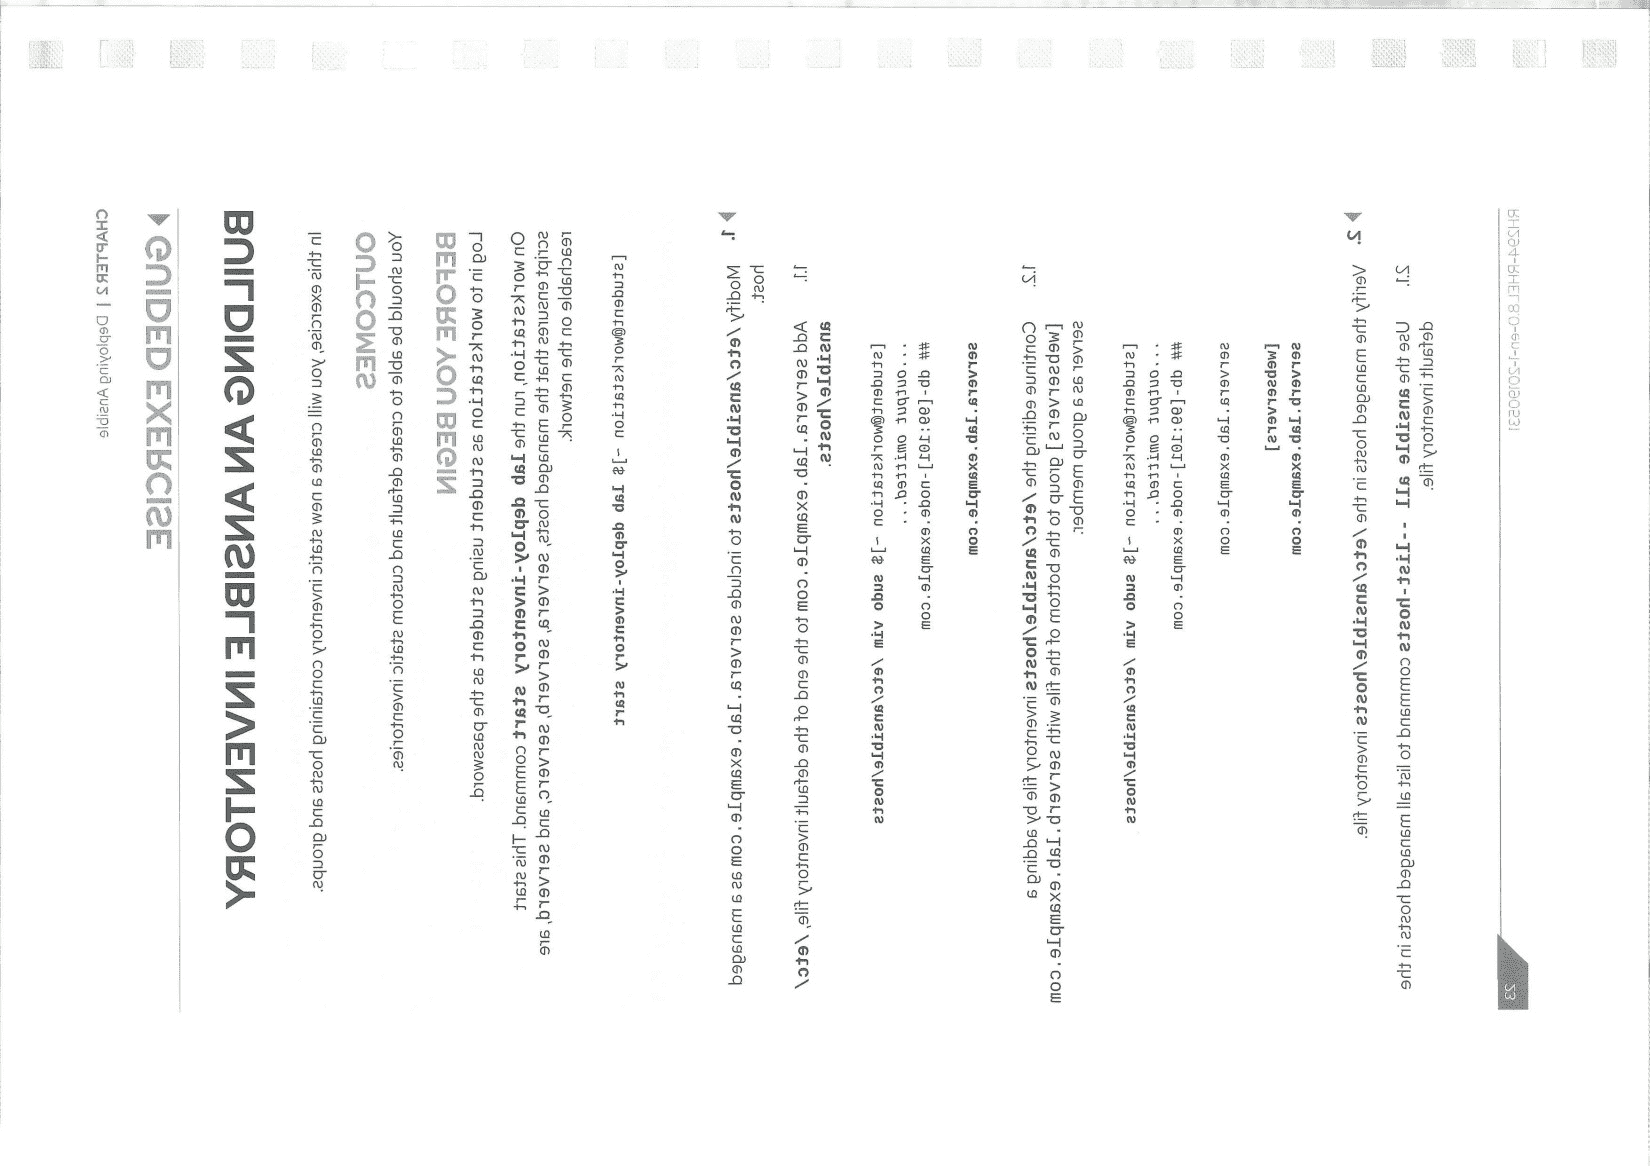 CHAPTER 2 | Deploying Ansible
▶ GUIDED EXERCISE
BUILDING AN ANSIBLE INVENTORY
In this exercise, you will create a new static inventory containing hosts and groups.
OUTCOMES
You should be able to create default and custom static inventories.
BEFORE YOU BEGIN
Log in to workstation as student using student as the password.
On workstation, run the lab deploy-inventory start command. This start
script ensures that the managed hosts, servera, serverb, serverc, and serverd, are
reachable on the network.
[student@workstation ~]$ lab deploy-inventory start
▶ 1. Modify /etc/ansible/hosts to include servera.lab.example.com as a managed
host.
1.1. Add servera.lab.example.com to the end of the default inventory file, /etc/
ansible/hosts.
[student@workstation ~]$ sudo vim /etc/ansible/hosts
...output omitted...
## db-[99:101]-node.example.com
servera.lab.example.com
1.2. Continue editing the /etc/ansible/hosts inventory file by adding a
[webservers] group to the bottom of the file with serverb.lab.example.com
server as a group member.
[student@workstation ~]$ sudo vim /etc/ansible/hosts
...output omitted...
## db-[99:101]-node.example.com
servera.lab.example.com
[webservers]
serverb.lab.example.com
▶ 2. Verify the managed hosts in the /etc/ansible/hosts inventory file.
2.1. Use the ansible all --list-hosts command to list all managed hosts in the
default inventory file.
RH294-RHEL8.0-en-1-20190531
23